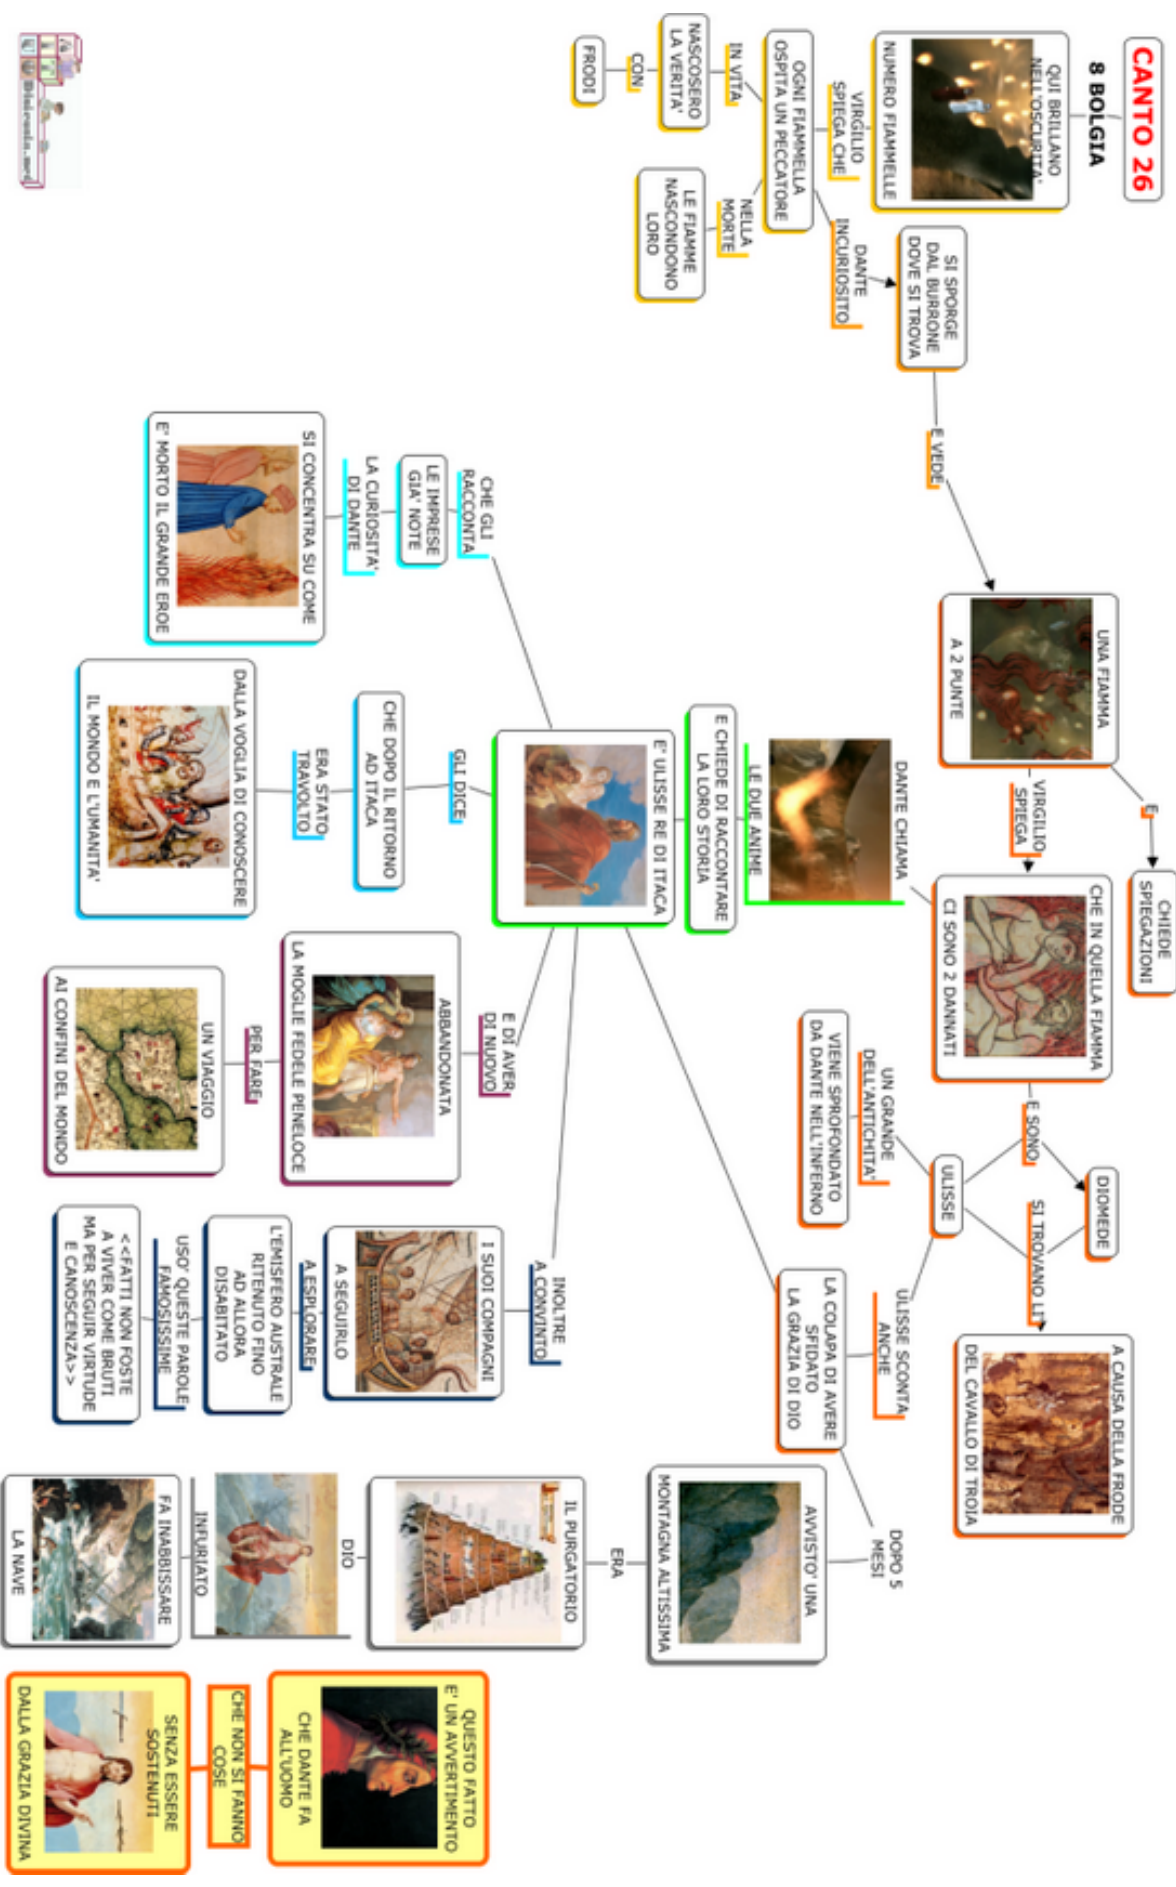 CANTO 26
8 BOLGIA
QUI BRILLANO
NELL'OSCURITA'
NUMERO FIAMMELLE
VIRGILIO
SPIEGA CHE
OGNI FIAMMELLA
OSPITA UN PECCATORE
IN VITA
NASCOSERO
LA VERITA'
CON
FRODI
NELLA
MORTE
LE FIAMME
NASCONDONO
LORO
DANTE
INCURIOSITO
SI SPORGE
DAL BURRONE
DOVE SI TROVA
E VEDE
UNA FIAMMA
A 2 PUNTE
E
CHIEDE
SPIEGAZIONI
VIRGILIO
SPIEGA
CHE IN QUELLA FIAMMA
CI SONO 2 DANNATI
E SONO
DIOMEDE
ULISSE
SI TROVANO LI'
A CAUSA DELLA FRODE
DEL CAVALLO DI TROIA
UN GRANDE
DELL'ANTICHITA'
VIENE SPROFONDATO
DA DANTE NELL'INFERNO
ULISSE SCONTA
ANCHE
LA COLAPA DI AVERE
SFIDATO
LA GRAZIA DI DIO
DOPO 5
MESI
AVVISTO' UNA
MONTAGNA ALTISSIMA
ERA
IL PURGATORIO
DIO
INFURIATO
FA INABBISSARE
LA NAVE
DANTE CHIAMA
LE DUE ANIME
E CHIEDE DI RACCONTARE
LA LORO STORIA
E' ULISSE RE DI ITACA
CHE GLI
RACCONTA
LE IMPRESE
GIA' NOTE
LA CURIOSITA'
DI DANTE
SI CONCENTRA SU COME
E' MORTO IL GRANDE EROE
GLI DICE
CHE DOPO IL RITORNO
AD ITACA
ERA STATO
TRAVOLTO
DALLA VOGLIA DI CONOSCERE
IL MONDO E L'UMANITA'
E DI AVER
DI NUOVO
ABBANDONATA
LA MOGLIE FEDELE PENELOCE
PER FARE
UN VIAGGIO
AI CONFINI DEL MONDO
INOLTRE
A CONVINTO
I SUOI COMPAGNI
A SEGUIRLO
A ESPLORARE
L'EMISFERO AUSTRALE
RITENUTO FINO
AD ALLORA
DISABITATO
USO' QUESTE PAROLE
FAMOSISSIME
<<FATTI NON FOSTE
A VIVER COME BRUTI
MA PER SEGUIR VIRTUDE
E CANOSCENZA>>
QUESTO FATTO
E' UN AVVERTIMENTO
CHE DANTE FA
ALL'UOMO
CHE NON SI FANNO
COSE
SENZA ESSERE
SOSTENUTI
DALLA GRAZIA DIVINA